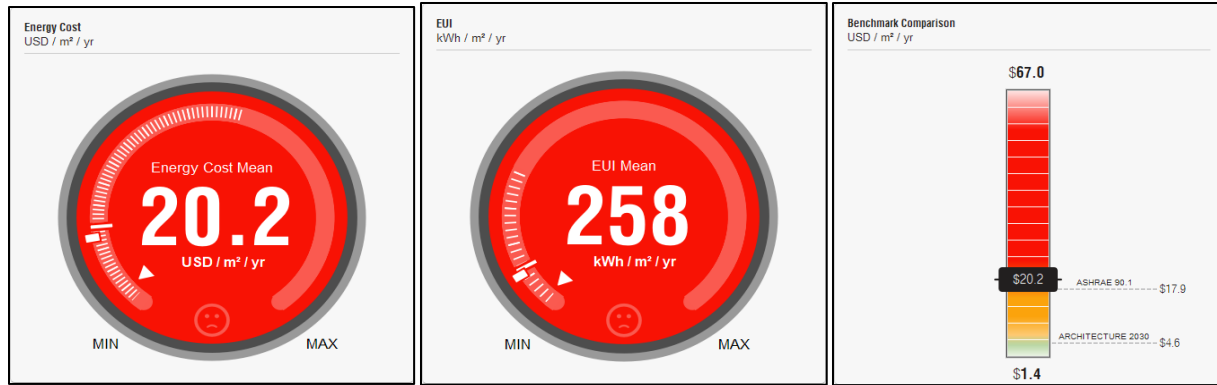 Energy Cost
USD / m² / yr
Energy Cost Mean
20.2
USD / m² / yr
MIN
MAX
EUI
kWh / m² / yr
EUI Mean
258
kWh / m² / yr
MIN
MAX
Benchmark Comparison
USD / m² / yr
$67.0
$20.2
ASHRAE 90.1
$17.9
ARCHITECTURE 2030
$4.6
$1.4